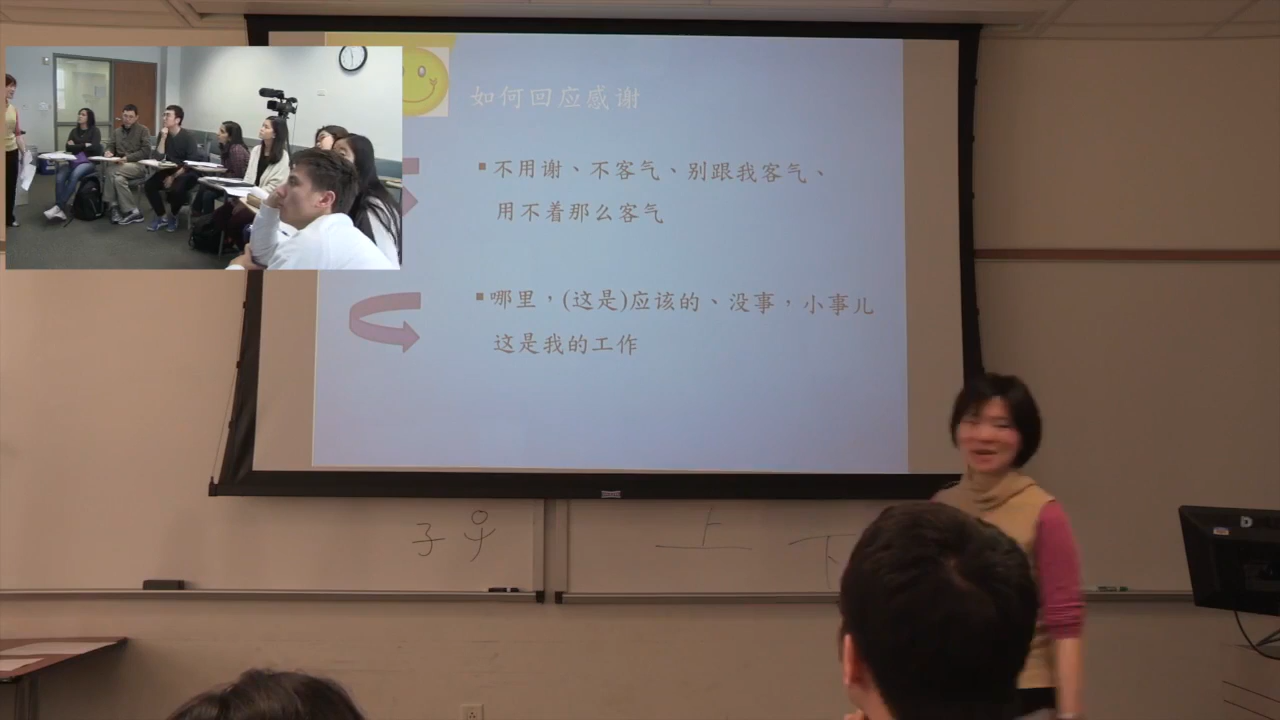 如何回应感谢
不用谢、不客气、别跟我客气、
用不着那么客气
哪里，(这是)应该的、没事，小事儿
这是我的工作
子
上 下